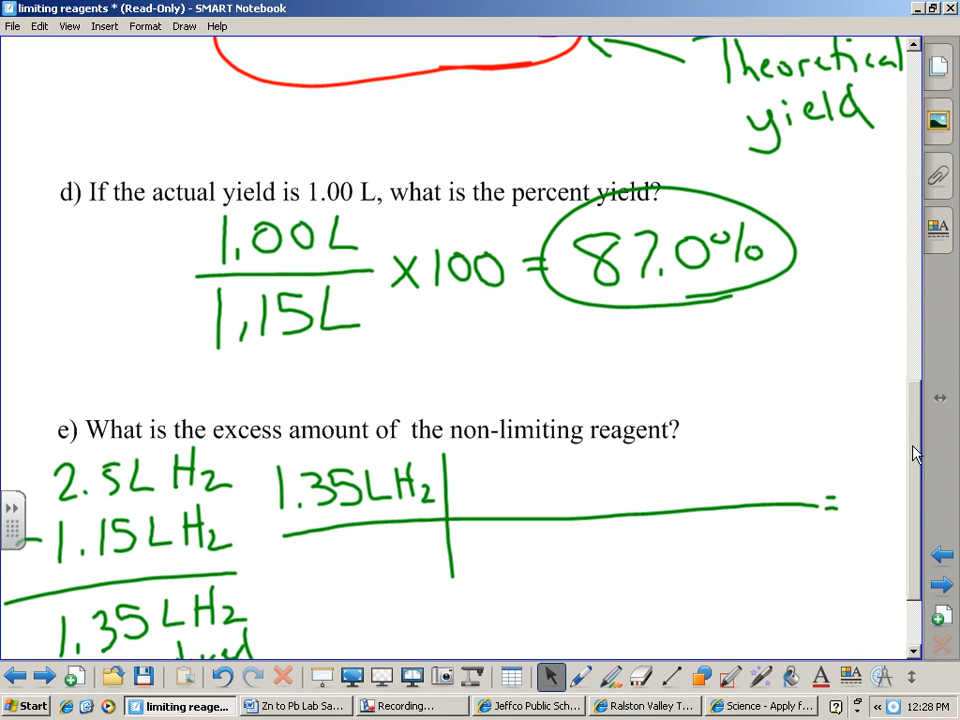 limiting reagents * (Read-Only) - SMART Notebook
File Edit View Insert Format Draw Help
Theoretical
yield
d) If the actual yield is 1.00 L, what is the percent yield?
1.00L
1.15L
x 100 = 87.0%
e) What is the excess amount of the non-limiting reagent?
2.5L H2
- 1.15L H2
1.35 L H2
1.35L H2 =
Start
limiting reage...
Zn to Pb Lab Sa...
Recording...
Jeffco Public Sch...
Ralston Valley T...
Science - Apply f...
12:28 PM